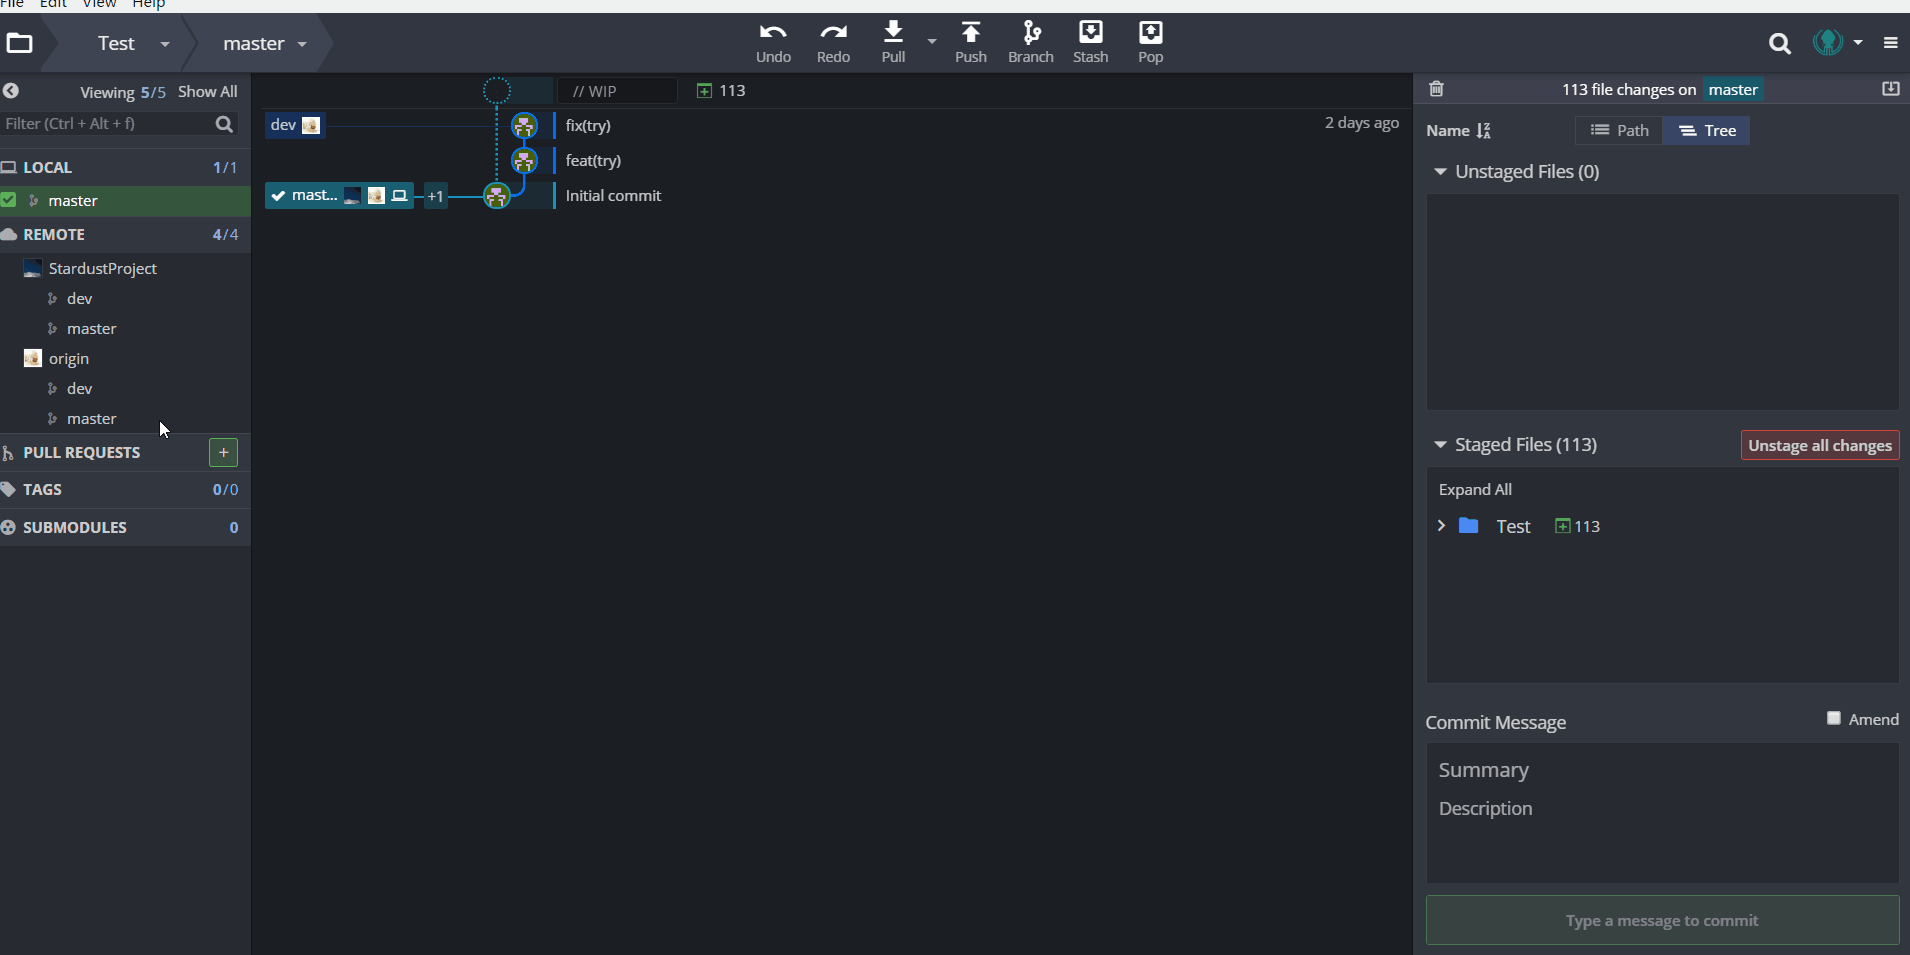 File Edit View Help
Test master Undo Redo Pull Push Branch Stash Pop
Viewing 5/5 Show All
Filter (Ctrl + Alt + f)
LOCAL 1/1
master
REMOTE 4/4
StardustProject
dev
master
origin
dev
master
PULL REQUESTS +
TAGS 0/0
SUBMODULES 0
// WIP 113
dev fix(try) 2 days ago
feat(try)
mast... +1 Initial commit
113 file changes on master
Name Path Tree
Unstaged Files (0)
Staged Files (113) Unstage all changes
Expand All
Test 113
Commit Message Amend
Summary
Description
Type a message to commit